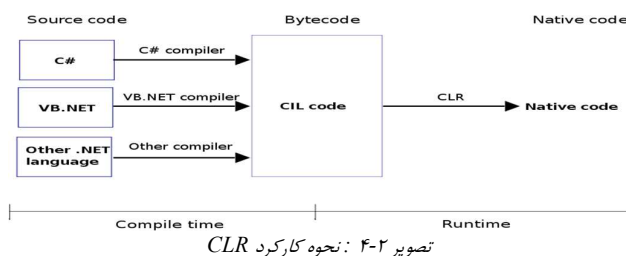 Source code
Bytecode
Native code
C#
C# compiler
VB.NET
VB.NET compiler
Other .NET
language
Other compiler
CIL code
CLR
Native code
Compile time
Runtime
تصویر ۲-۴ : نحوه کارکرد CLR